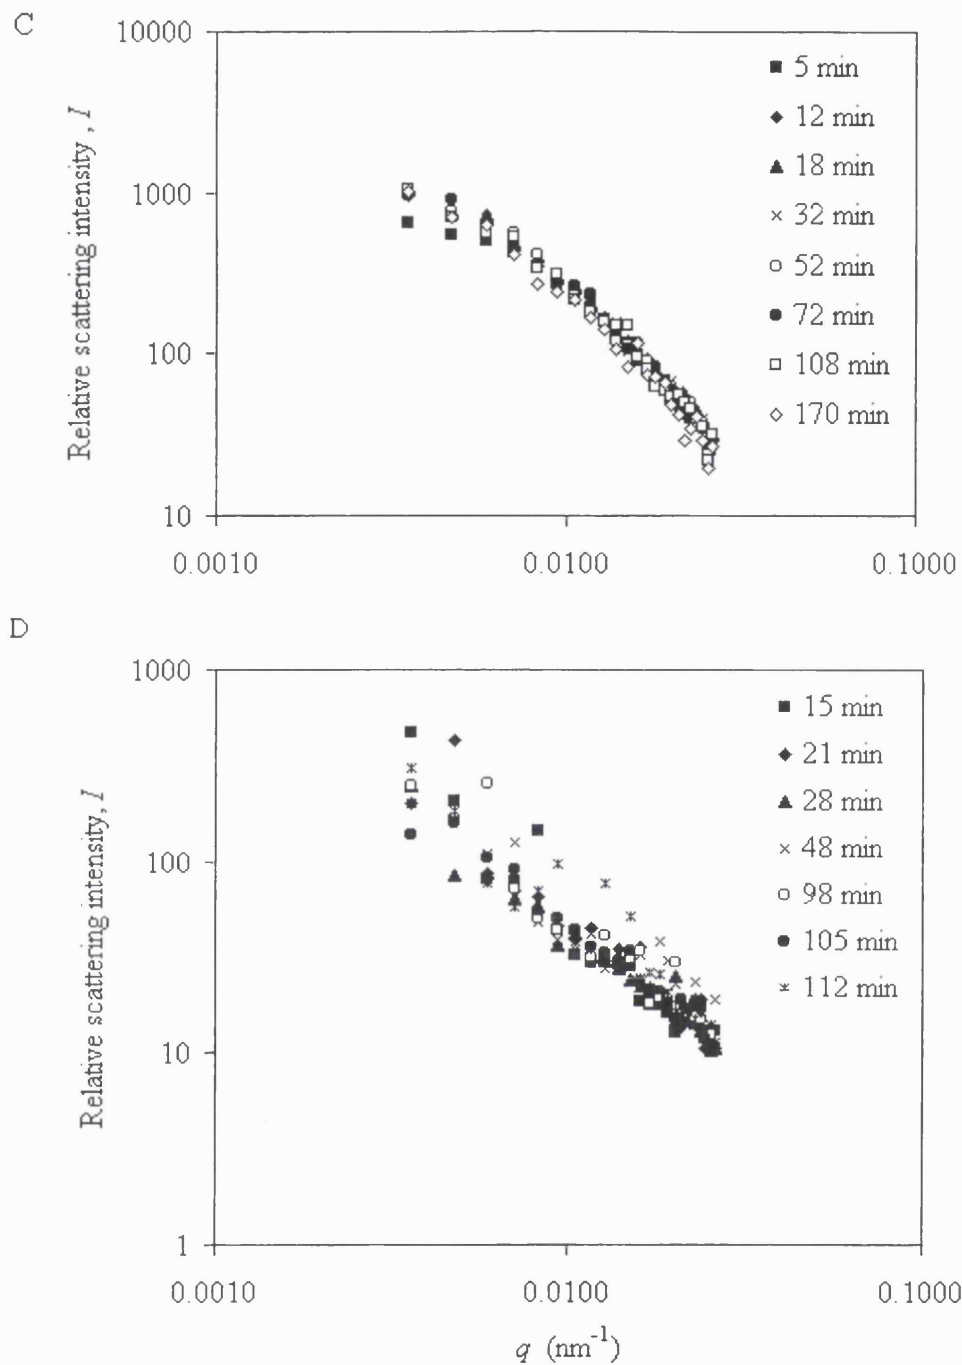 C
10000
1000
100
10
Relative scattering intensity , I
0.0010 0.0100 0.1000
5 min
12 min
18 min
32 min
52 min
72 min
108 min
170 min
D
1000
100
10
1
Relative scattering intensity, I
0.0010 0.0100 0.1000
q (nm⁻¹)
15 min
21 min
28 min
48 min
98 min
105 min
112 min